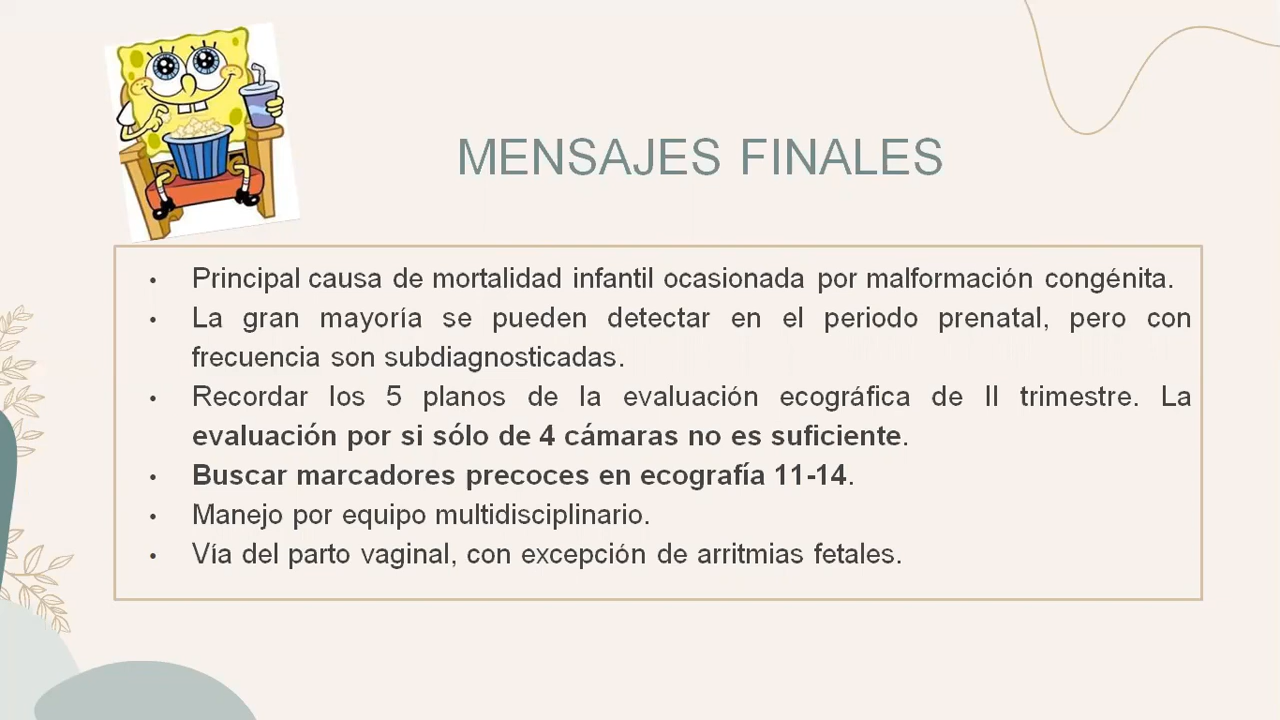 MENSAJES FINALES
• Principal causa de mortalidad infantil ocasionada por malformación congénita.
• La gran mayoría se pueden detectar en el periodo prenatal, pero con
frecuencia son subdiagnosticadas.
• Recordar los 5 planos de la evaluación ecográfica de II trimestre. La
evaluación por si sólo de 4 cámaras no es suficiente.
• Buscar marcadores precoces en ecografía 11-14.
• Manejo por equipo multidisciplinario.
• Vía del parto vaginal, con excepción de arritmias fetales.